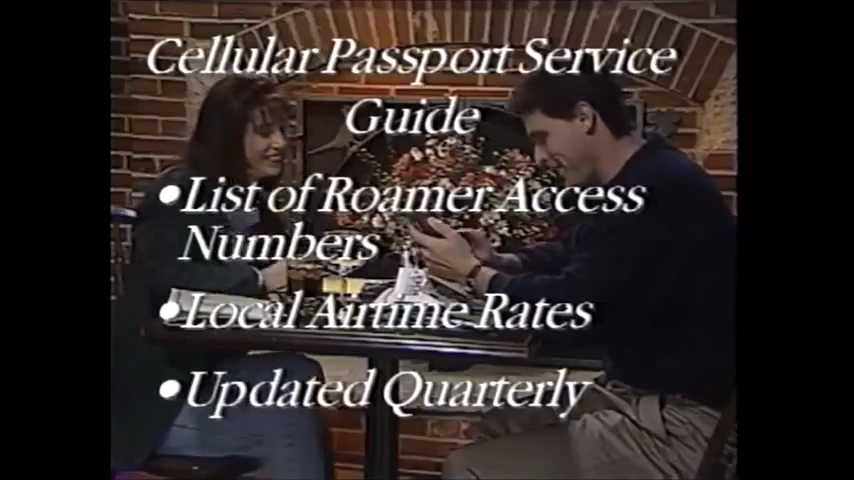 Cellular Passport Service
Guide
•List of Roamer Access
Numbers
•Local Airtime Rates
•Updated Quarterly